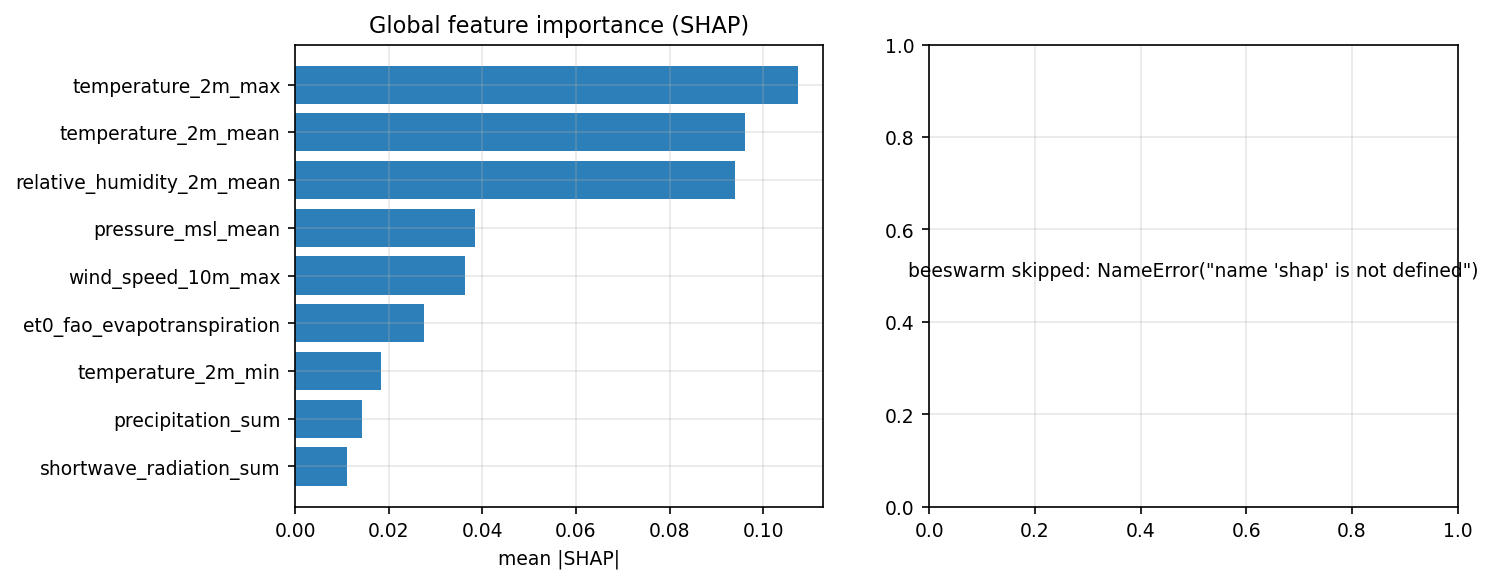 Global feature importance (SHAP)
temperature_2m_max
temperature_2m_mean
relative_humidity_2m_mean
pressure_msl_mean
wind_speed_10m_max
et0_fao_evapotranspiration
temperature_2m_min
precipitation_sum
shortwave_radiation_sum
0.00 0.02 0.04 0.06 0.08 0.10
mean |SHAP|
1.0
0.8
0.6
beeswarm skipped: NameError("name 'shap' is not defined")
0.4
0.2
0.0
0.0 0.2 0.4 0.6 0.8 1.0